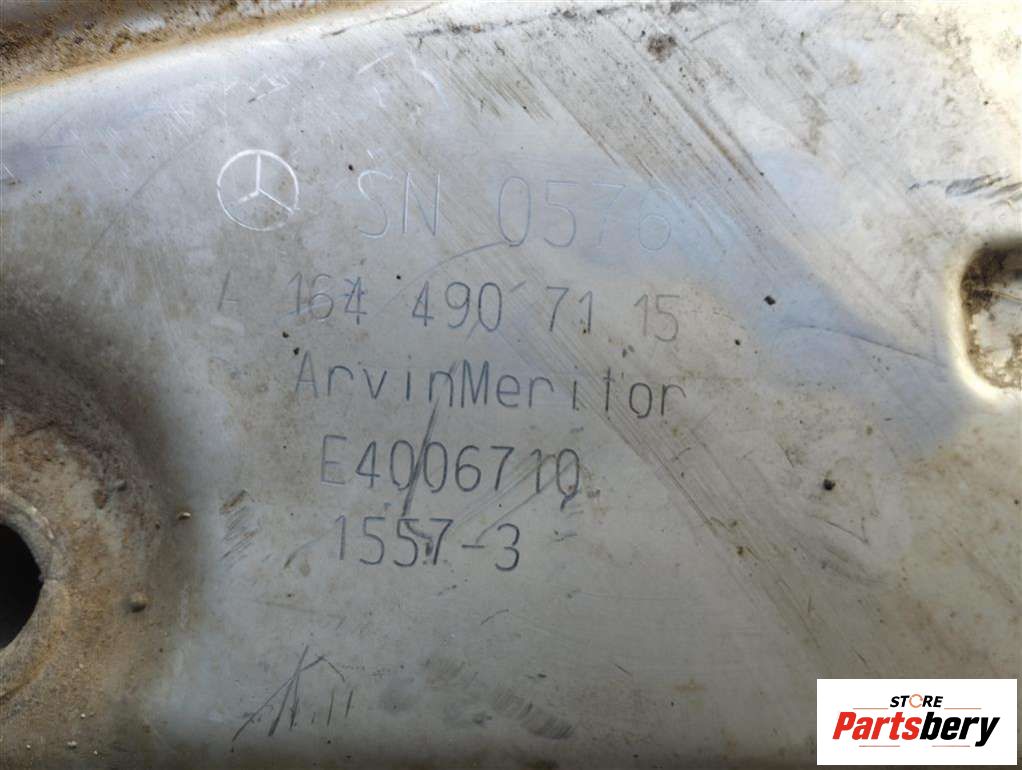 SN 0576
A 164 490 71 15
ArvinMeritor
E4006710
1557-3
STORE
Partsbery